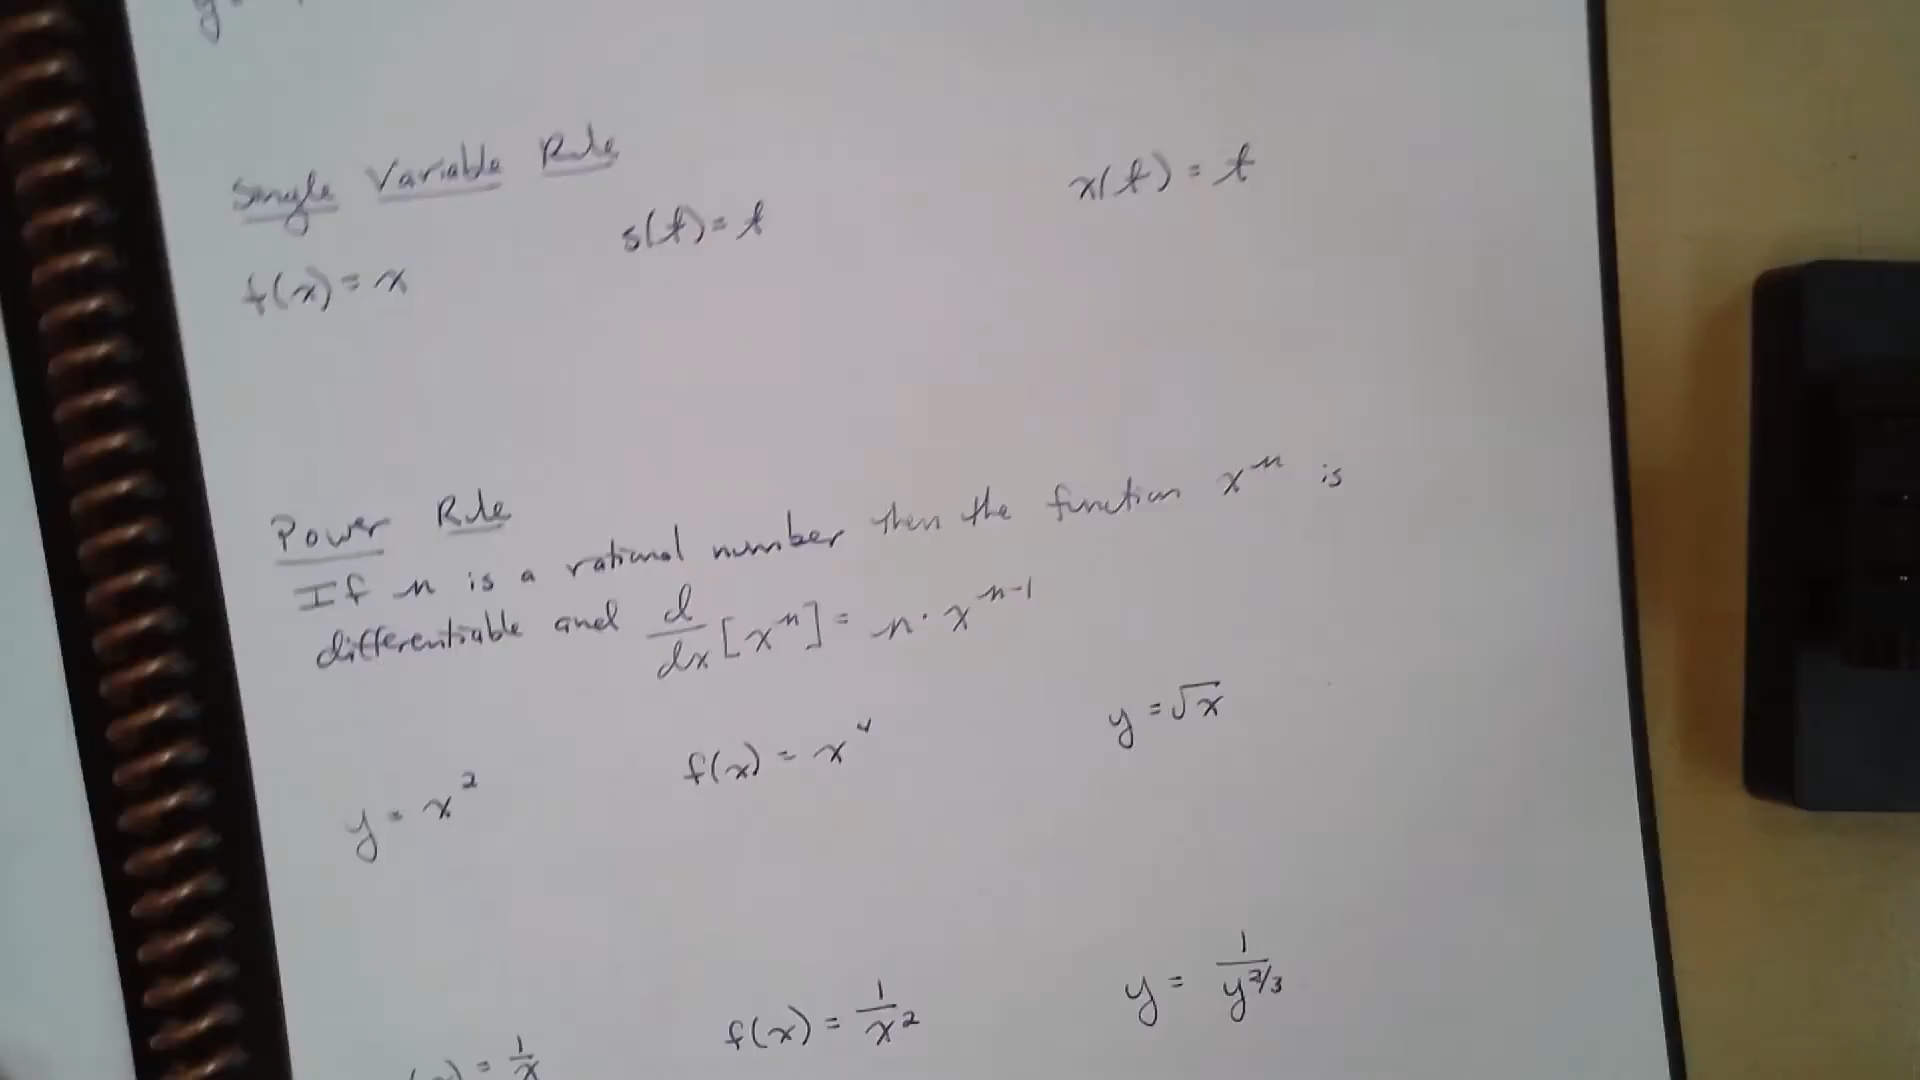 Single Variable Rule
f(x) = x s(t) = t x(t) = t
Power Rule
If n is a rational number then the function x^n is
differentiable and d/dx [x^n] = n · x^(n-1)
y = x^2 f(x) = x^4 y = √x
= 1/x f(x) = 1/x^2 y = 1/y^(2/3)